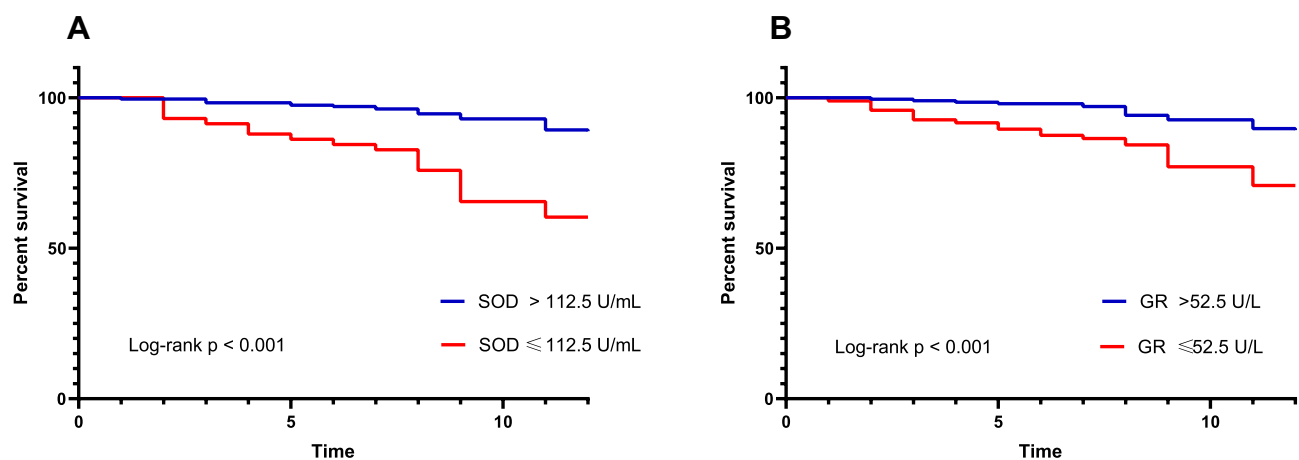 A
Percent survival
100
50
0
0
5
10
Time
SOD > 112.5 U/mL
SOD ⩽ 112.5 U/mL
Log-rank p < 0.001
B
Percent survival
100
50
0
0
5
10
Time
GR >52.5 U/L
GR ⩽52.5 U/L
Log-rank p < 0.001